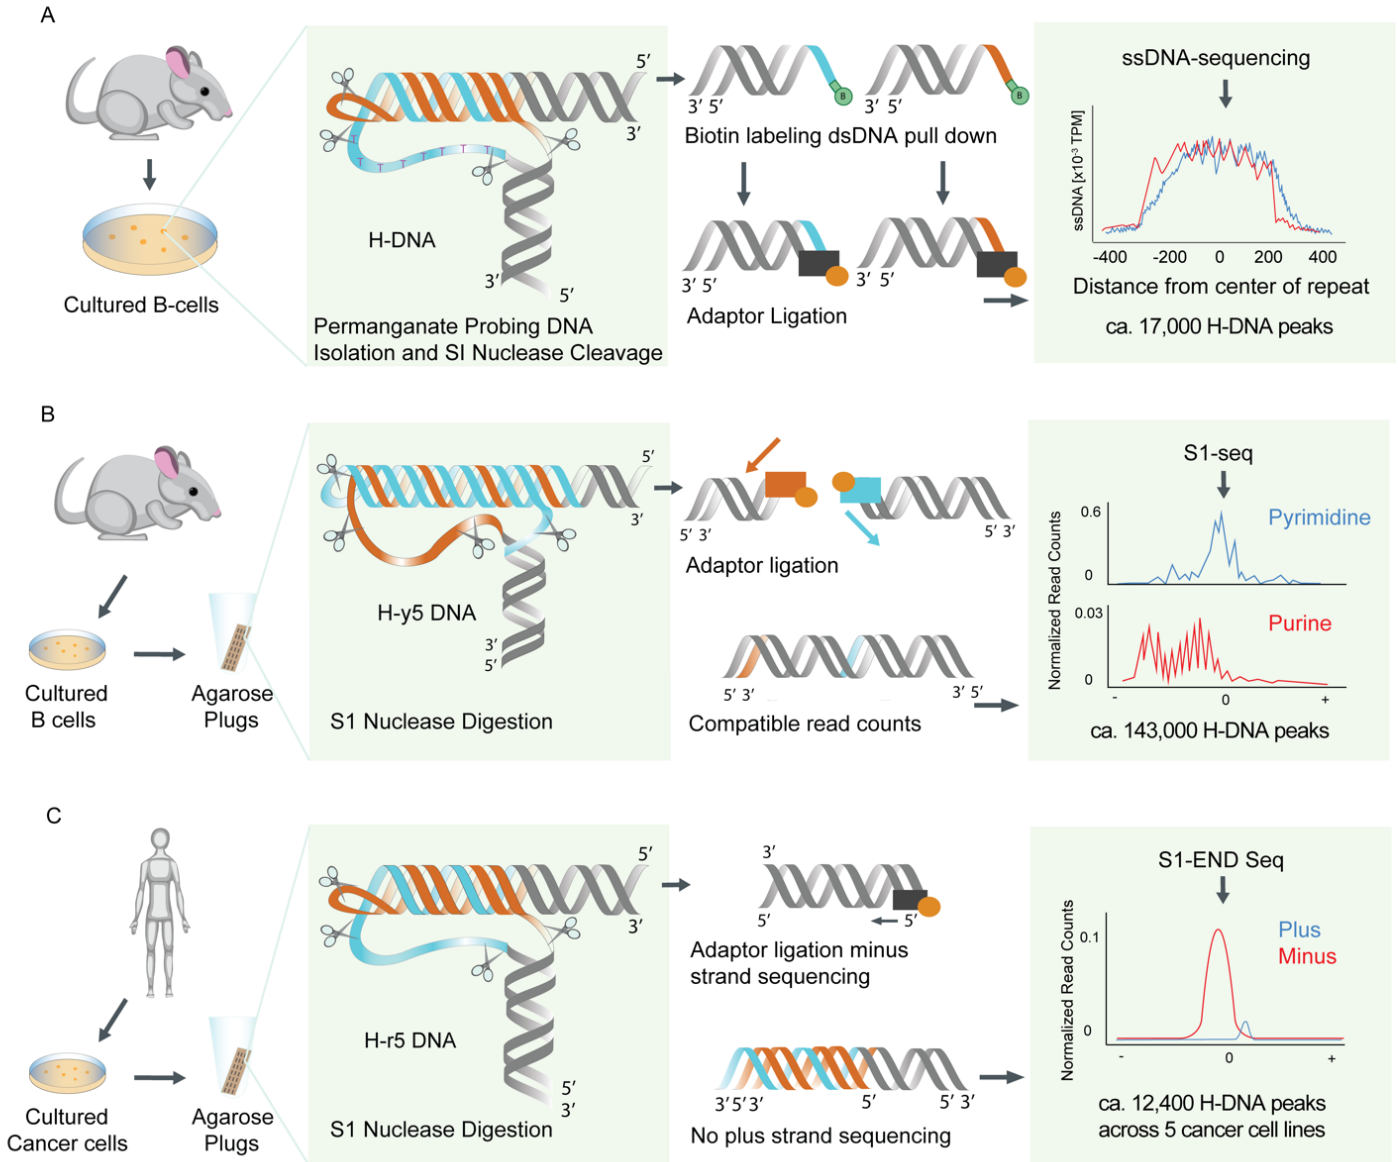 A
Cultured B-cells
5'
3'
T T T T T T T T
H-DNA
3'
5'
Permanganate Probing DNA
Isolation and SI Nuclease Cleavage
B
B
3' 5'
3' 5'
Biotin labeling dsDNA pull down
3' 5'
3' 5'
Adaptor Ligation
ssDNA-sequencing
ssDNA [x10-3 TPM]
-400 -200 0 200 400
Distance from center of repeat
ca. 17,000 H-DNA peaks
B
Cultured
B cells
Agarose
Plugs
5'
3'
H-y5 DNA
3'
5'
S1 Nuclease Digestion
5' 3'
5' 3'
Adaptor ligation
5' 3'
3' 5'
Compatible read counts
S1-seq
Normalized Read Counts
0.6
Pyrimidine
0
0.03
Purine
0
- 0 +
ca. 143,000 H-DNA peaks
C
Cultured
Cancer cells
Agarose
Plugs
5'
3'
H-r5 DNA
5'
3'
S1 Nuclease Digestion
3'
5'
5'
Adaptor ligation minus
strand sequencing
3' 5' 3'
5'
5' 3'
No plus strand sequencing
S1-END Seq
Normalized Read Counts
0.1
Plus
Minus
0
- 0 +
ca. 12,400 H-DNA peaks
across 5 cancer cell lines